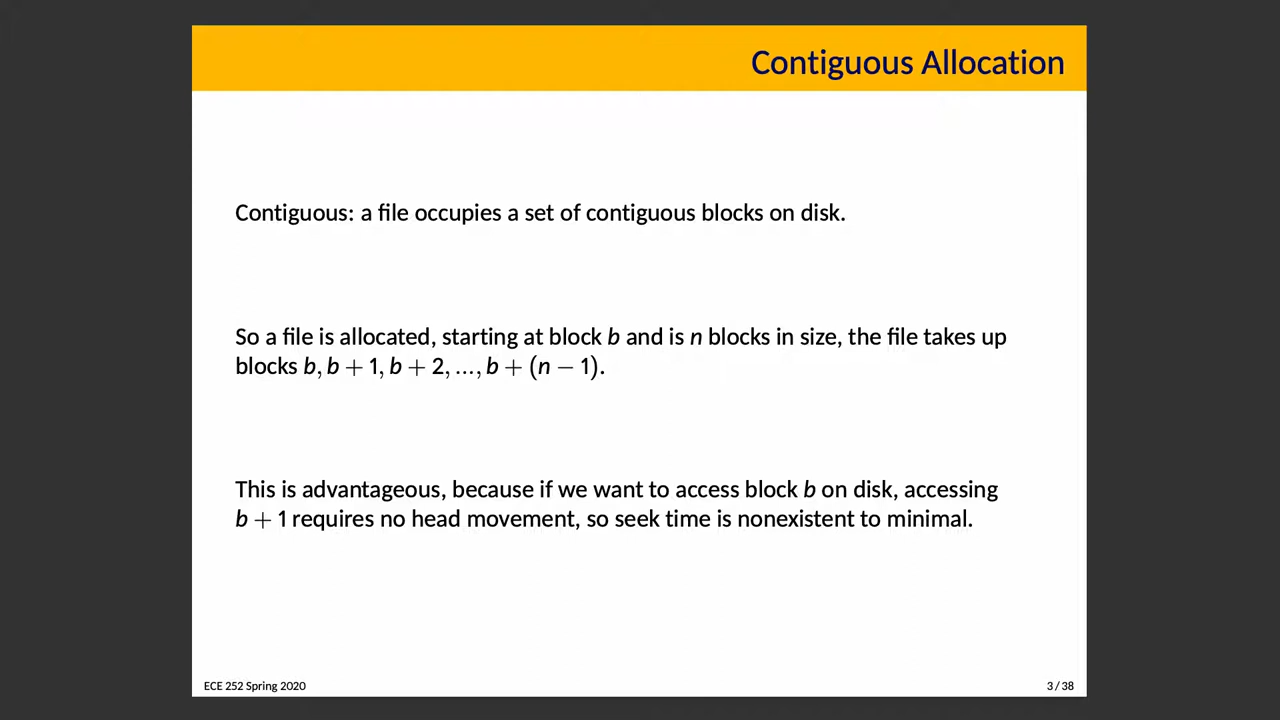 Contiguous Allocation
Contiguous: a file occupies a set of contiguous blocks on disk.
So a file is allocated, starting at block b and is n blocks in size, the file takes up
blocks b, b + 1, b + 2, ..., b + (n − 1).
This is advantageous, because if we want to access block b on disk, accessing
b + 1 requires no head movement, so seek time is nonexistent to minimal.
ECE 252 Spring 2020
3 / 38